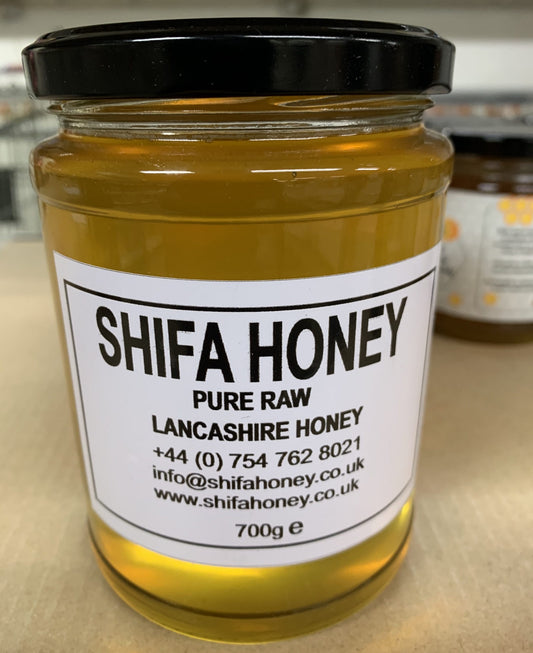 SHIFA HONEY
PURE RAW
LANCASHIRE HONEY
+44 (0) 754 762 8021
info@shifahoney.co.uk
www.shifahoney.co.uk
700g e